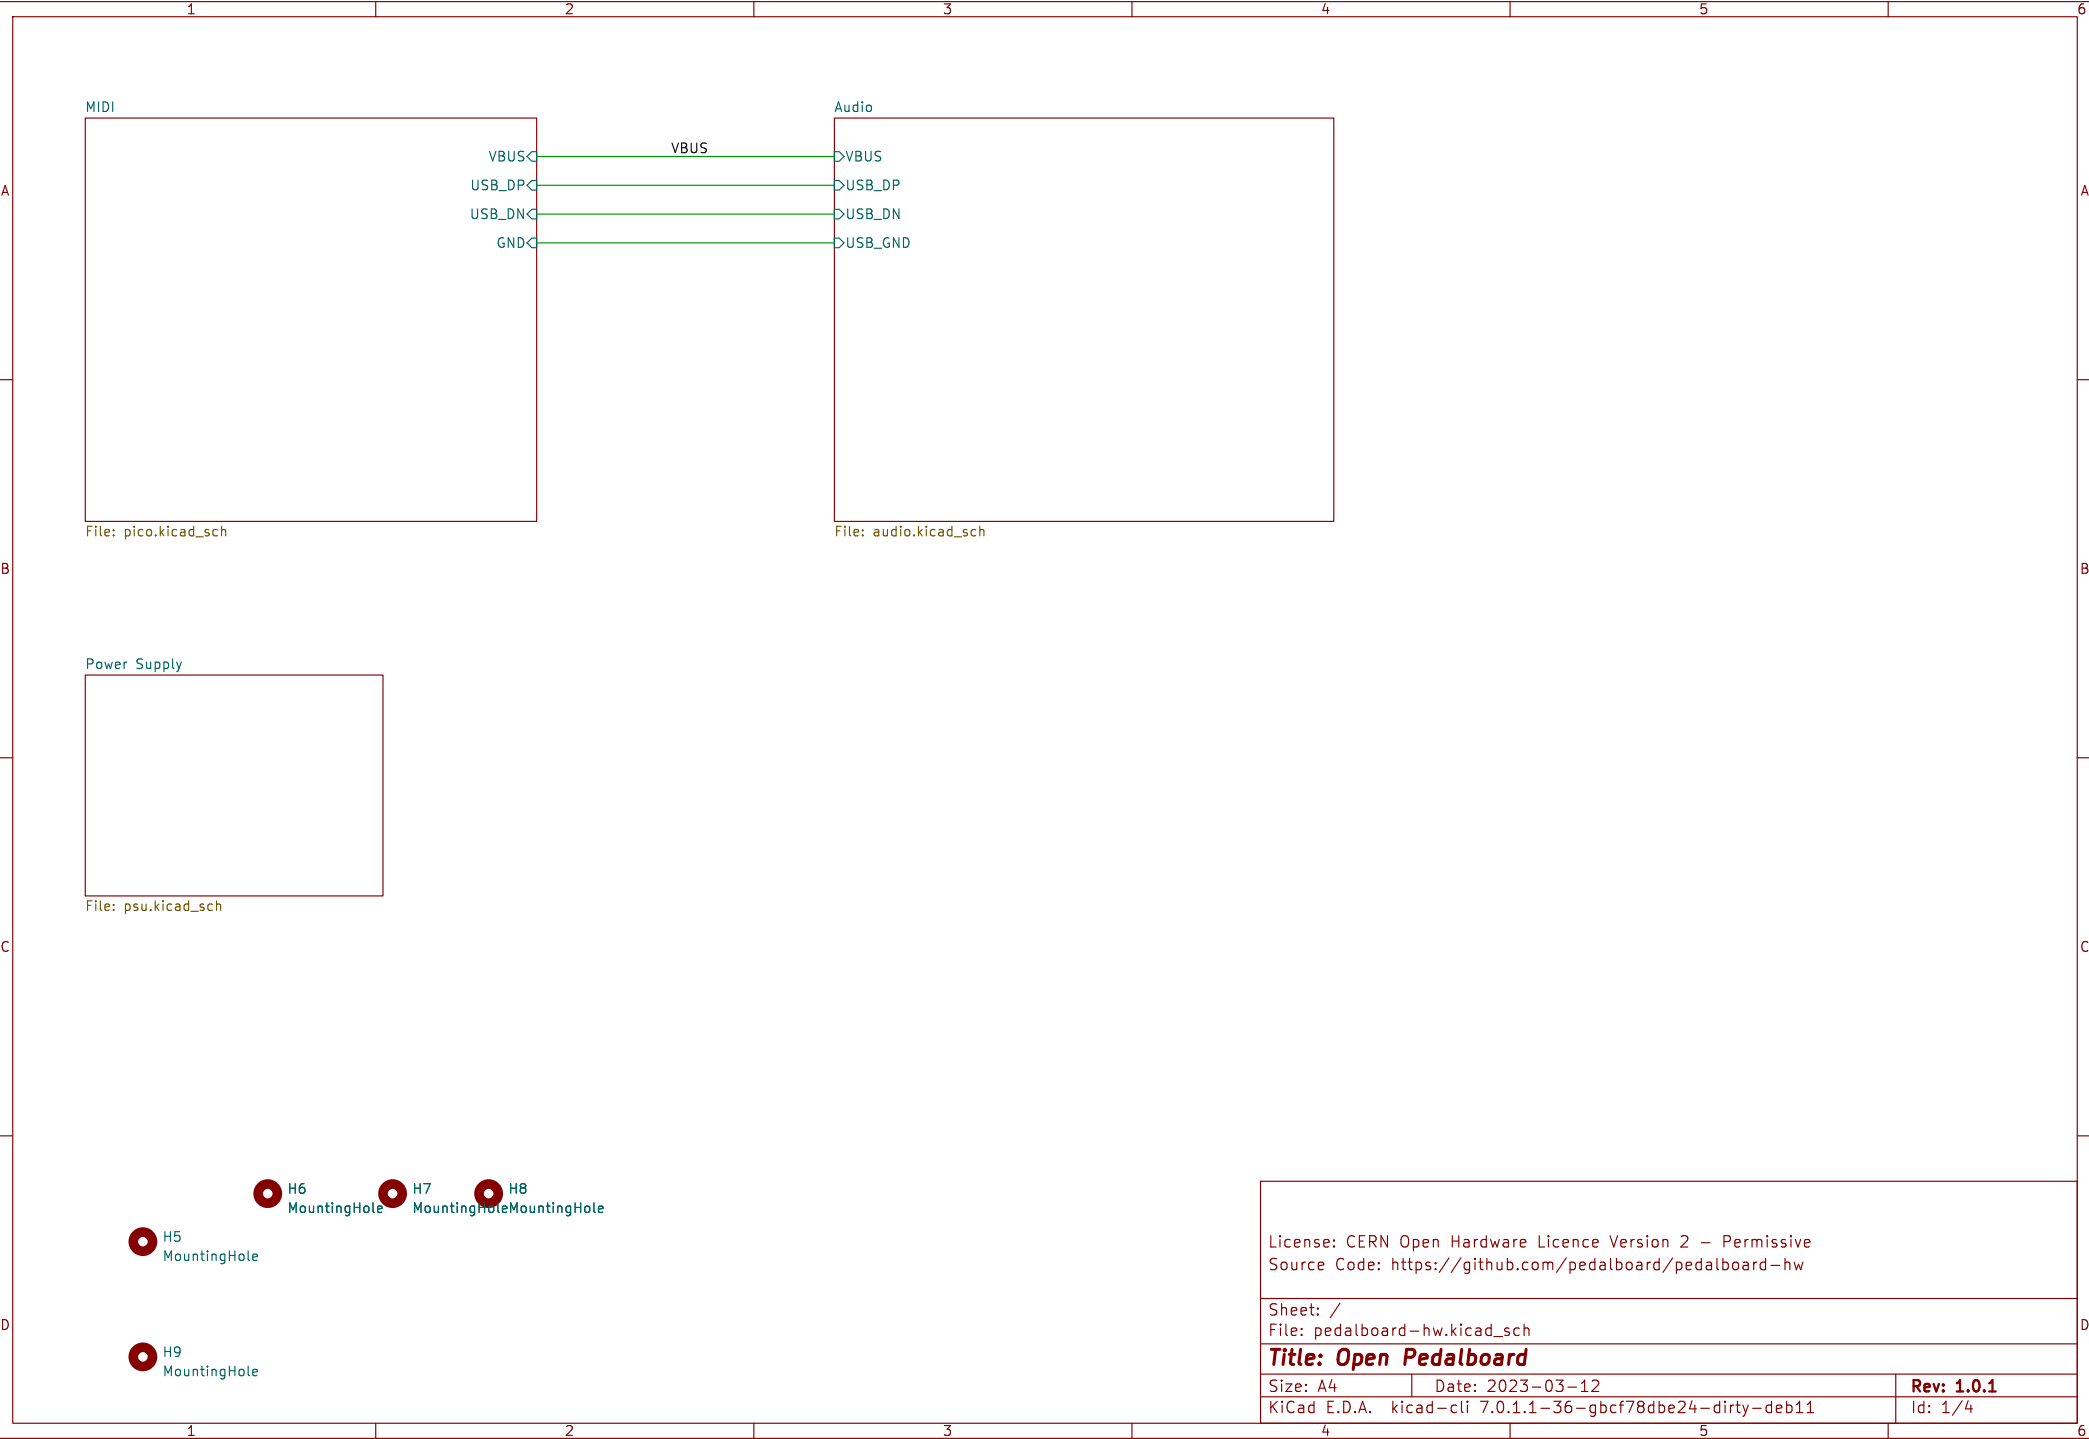 1 2 3 4 5 6
MIDI
Audio
VBUS
VBUS
VBUS
USB_DP
USB_DP
A
A
USB_DN
USB_DN
GND
USB_GND
File: pico.kicad_sch
File: audio.kicad_sch
B
B
Power Supply
File: psu.kicad_sch
C
C
H6
MountingHole
H7
MountingHole
H8
MountingHole
H5
MountingHole
License: CERN Open Hardware Licence Version 2 - Permissive
Source Code: https://github.com/pedalboard/pedalboard-hw
Sheet: /
File: pedalboard-hw.kicad_sch
D
D
H9
MountingHole
Title: Open Pedalboard
Size: A4
Date: 2023-03-12
Rev: 1.0.1
KiCad E.D.A. kicad-cli 7.0.1.1-36-gbcf78dbe24-dirty-deb11
Id: 1/4
1 2 3 4 5 6